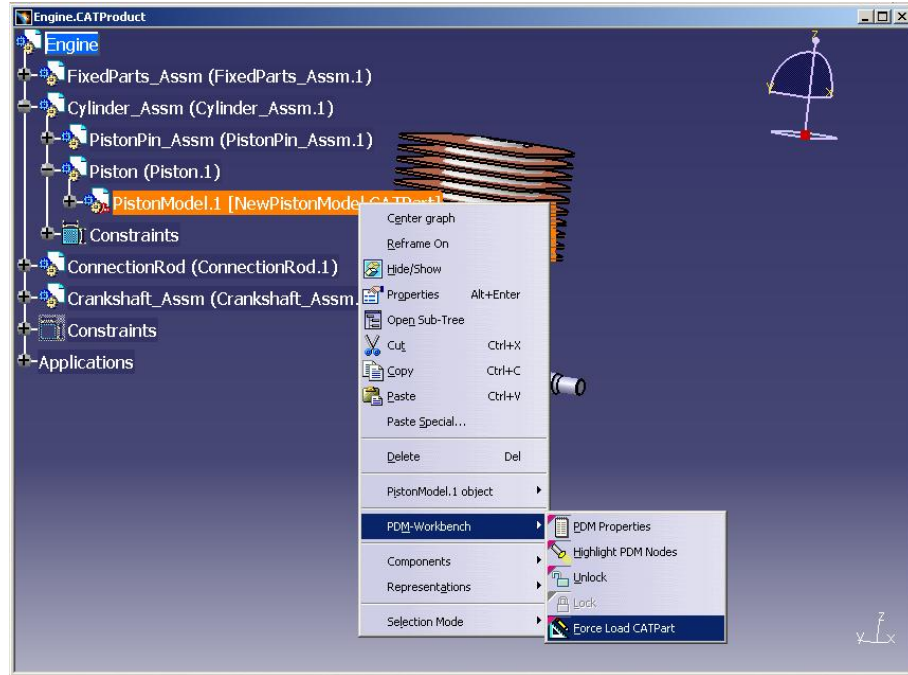 Engine.CATProduct
Engine
FixedParts_Assm (FixedParts_Assm.1)
Cylinder_Assm (Cylinder_Assm.1)
PistonPin_Assm (PistonPin_Assm.1)
Piston (Piston.1)
PistonModel.1 [NewPistonModel.CATPart]
Constraints
ConnectionRod (ConnectionRod.1)
Crankshaft_Assm (Crankshaft_Assm.
Constraints
Applications
Center graph
Reframe On
Hide/Show
Properties Alt+Enter
Open Sub-Tree
Cut Ctrl+X
Copy Ctrl+C
Paste Ctrl+V
Paste Special...
Delete Del
PistonModel.1 object
PDM-Workbench
Components
Representations
Selection Mode
PDM Properties
Highlight PDM Nodes
Unlock
Lock
Force Load CATPart
z
y
x
z
y
x